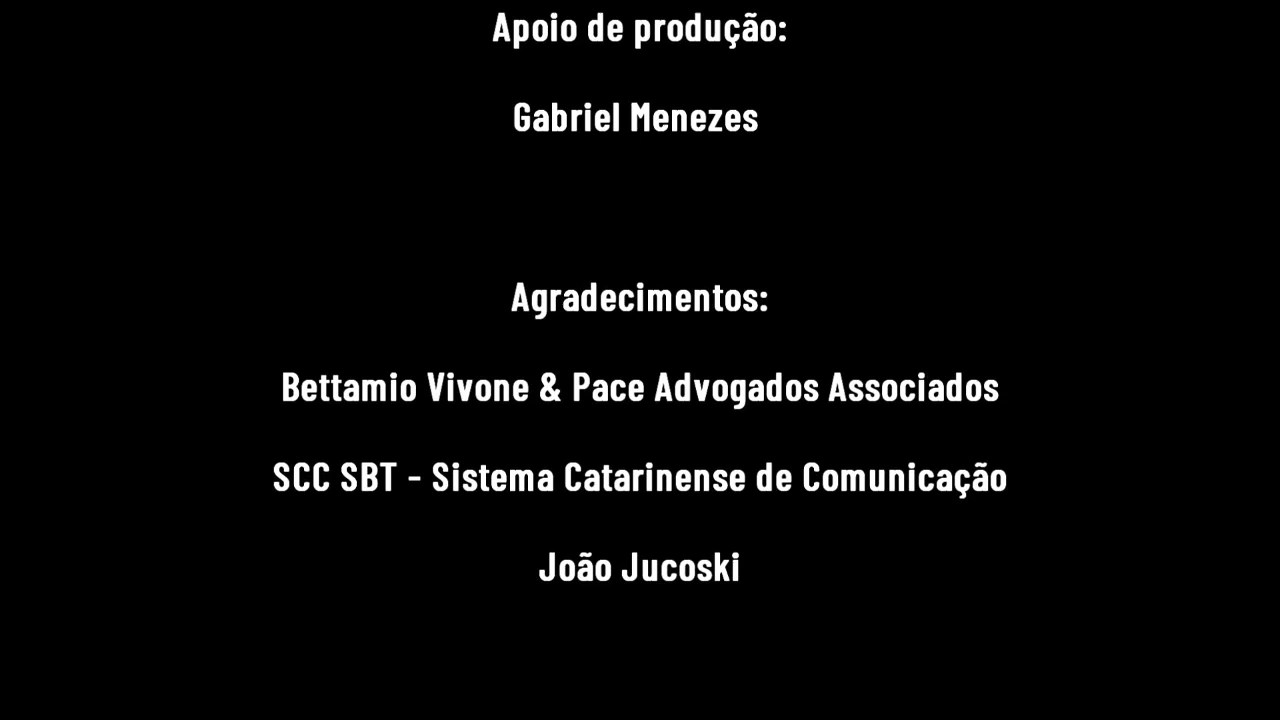 Apoio de produção:
Gabriel Menezes
Agradecimentos:
Bettamio Vivone & Pace Advogados Associados
SCC SBT - Sistema Catarinense de Comunicação
João Jucoski